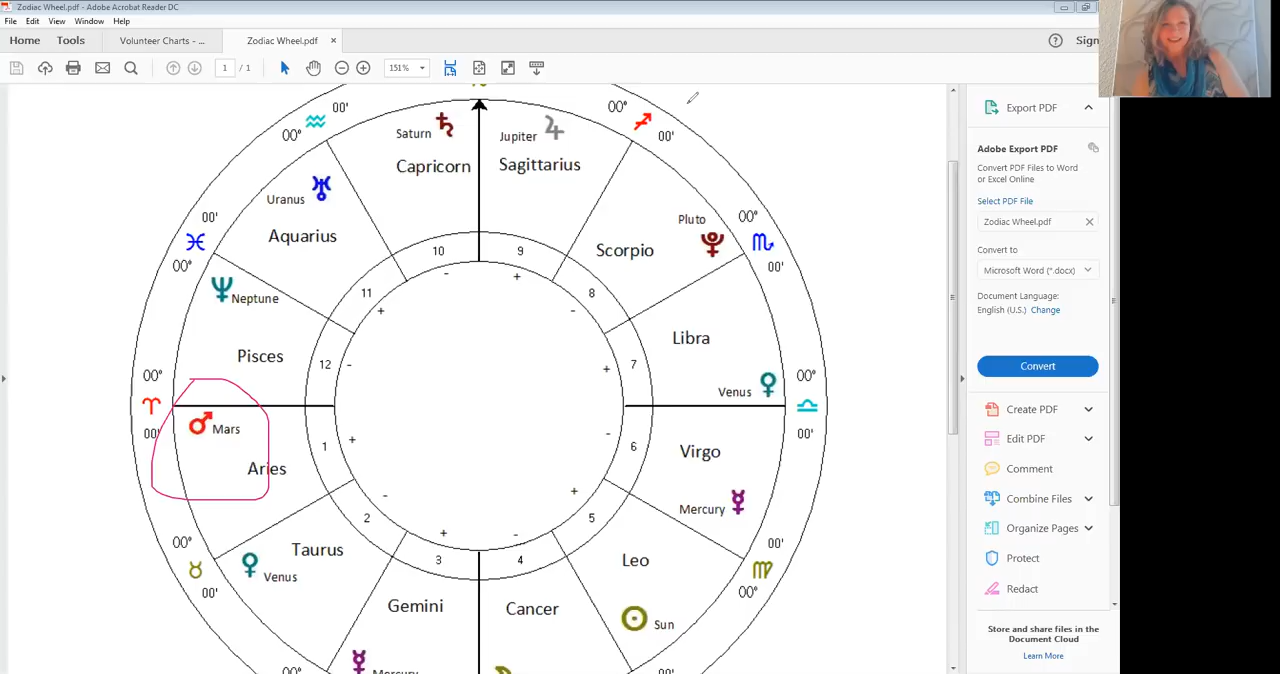 Zodiac Wheel.pdf - Adobe Acrobat Reader DC
File Edit View Window Help
Home Tools Volunteer Charts - ... Zodiac Wheel.pdf ×
1 / 1 151%
Export PDF
Adobe Export PDF
Convert PDF Files to Word
or Excel Online
Select PDF File
Zodiac Wheel.pdf
Convert to
Microsoft Word (*.docx)
Document Language:
English (U.S.) Change
Convert
Create PDF
Edit PDF
Comment
Combine Files
Organize Pages
Protect
Redact
Store and share files in the
Document Cloud
Learn More
00' 00°
Saturn ♄ Jupiter ♃
Capricorn Sagittarius
00° ♒
00° ♐ 00'
Uranus ♅
Aquarius
Pluto
Scorpio
00' ♓ 00°
00° ♏ 00'
10 - 9 +
11 + 8 -
♆ Neptune
Pisces
12 -
Libra
7 +
Venus ♀
00° ♈ 00'
00° ♎ 00'
♂ Mars
Aries
1 +
Virgo
6 -
Mercury ☿
2 - 5 +
3 + 4 -
Taurus
♀ Venus
00° ♉ 00'
Leo
☉ Sun
00' ♍ 00°
Gemini Cancer
☿ Mercury
00' 00'